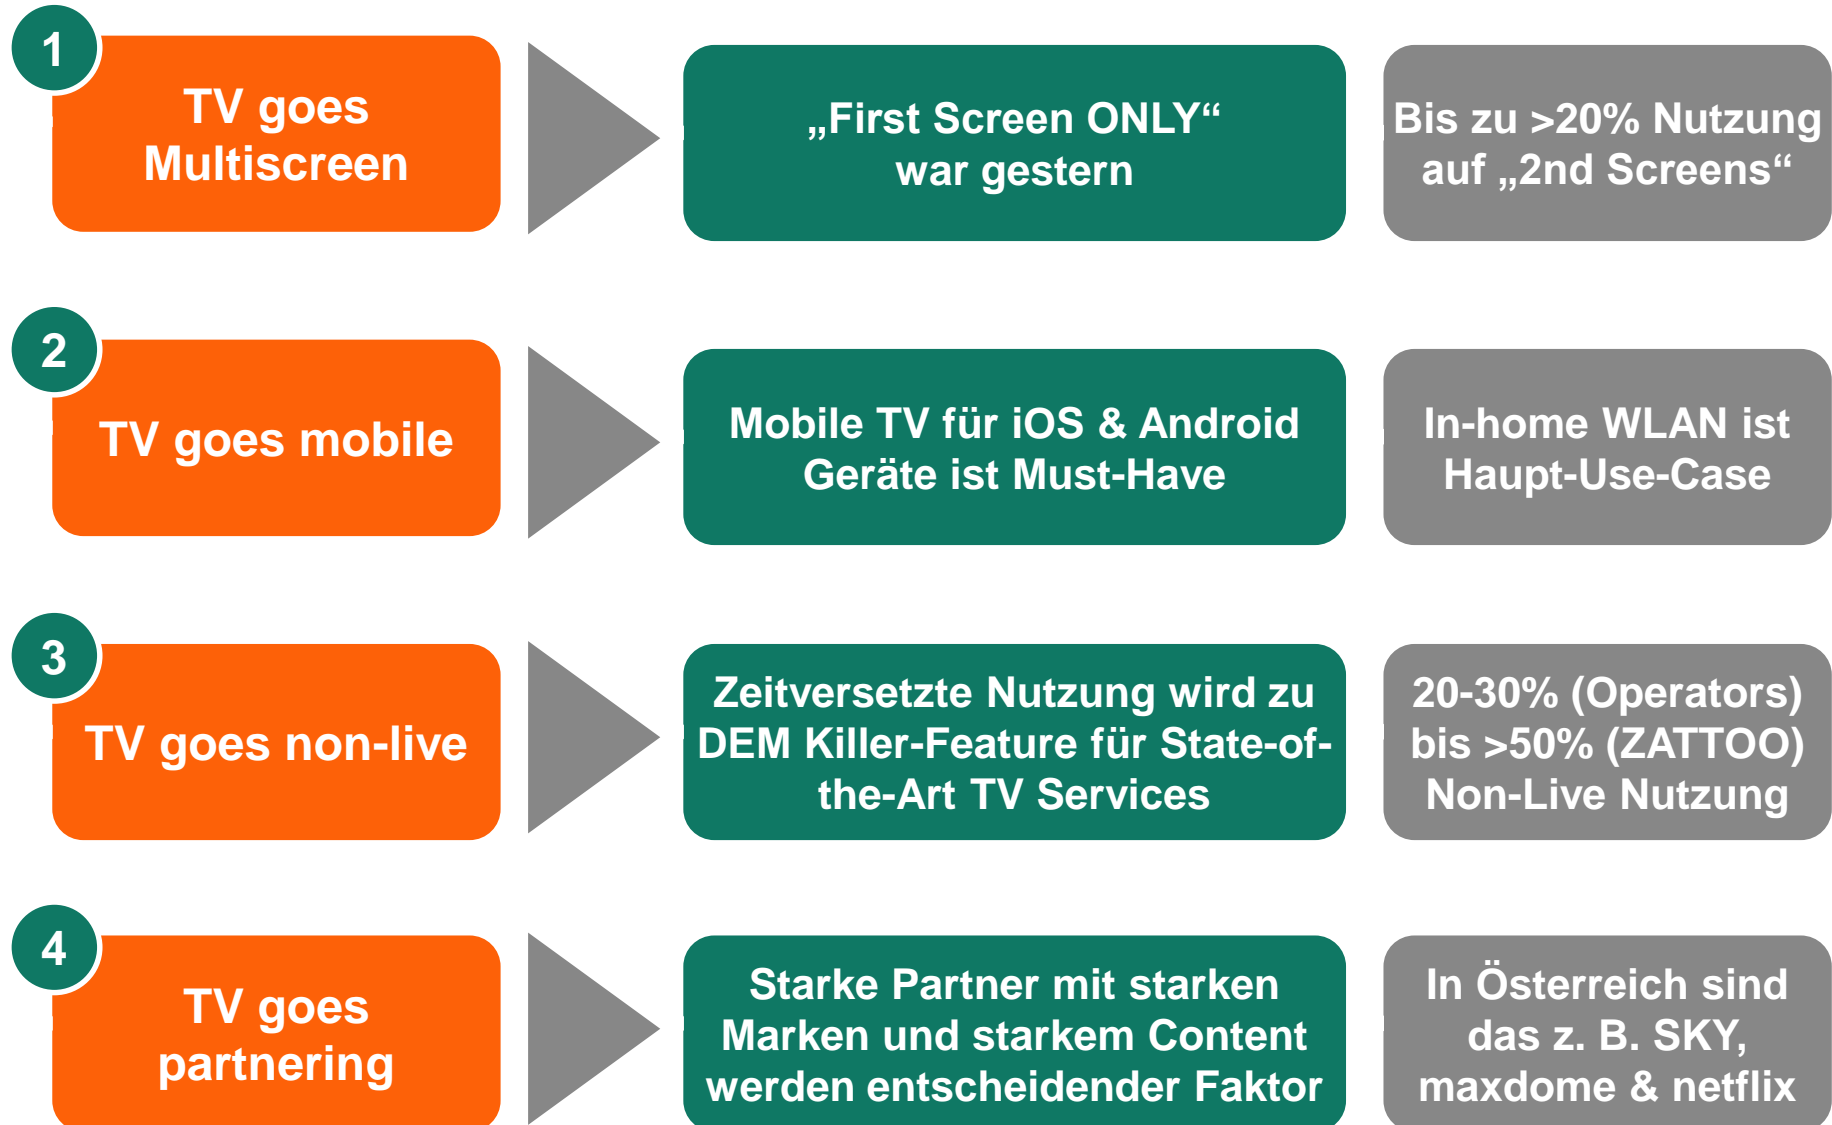 1
TV goes
Multiscreen
„First Screen ONLY“
war gestern
Bis zu >20% Nutzung
auf „2nd Screens“
2
TV goes mobile
Mobile TV für iOS & Android
Geräte ist Must-Have
In-home WLAN ist
Haupt-Use-Case
3
TV goes non-live
Zeitversetzte Nutzung wird zu
DEM Killer-Feature für State-of-
the-Art TV Services
20-30% (Operators)
bis >50% (ZATTOO)
Non-Live Nutzung
4
TV goes
partnering
Starke Partner mit starken
Marken und starkem Content
werden entscheidender Faktor
In Österreich sind
das z. B. SKY,
maxdome & netflix